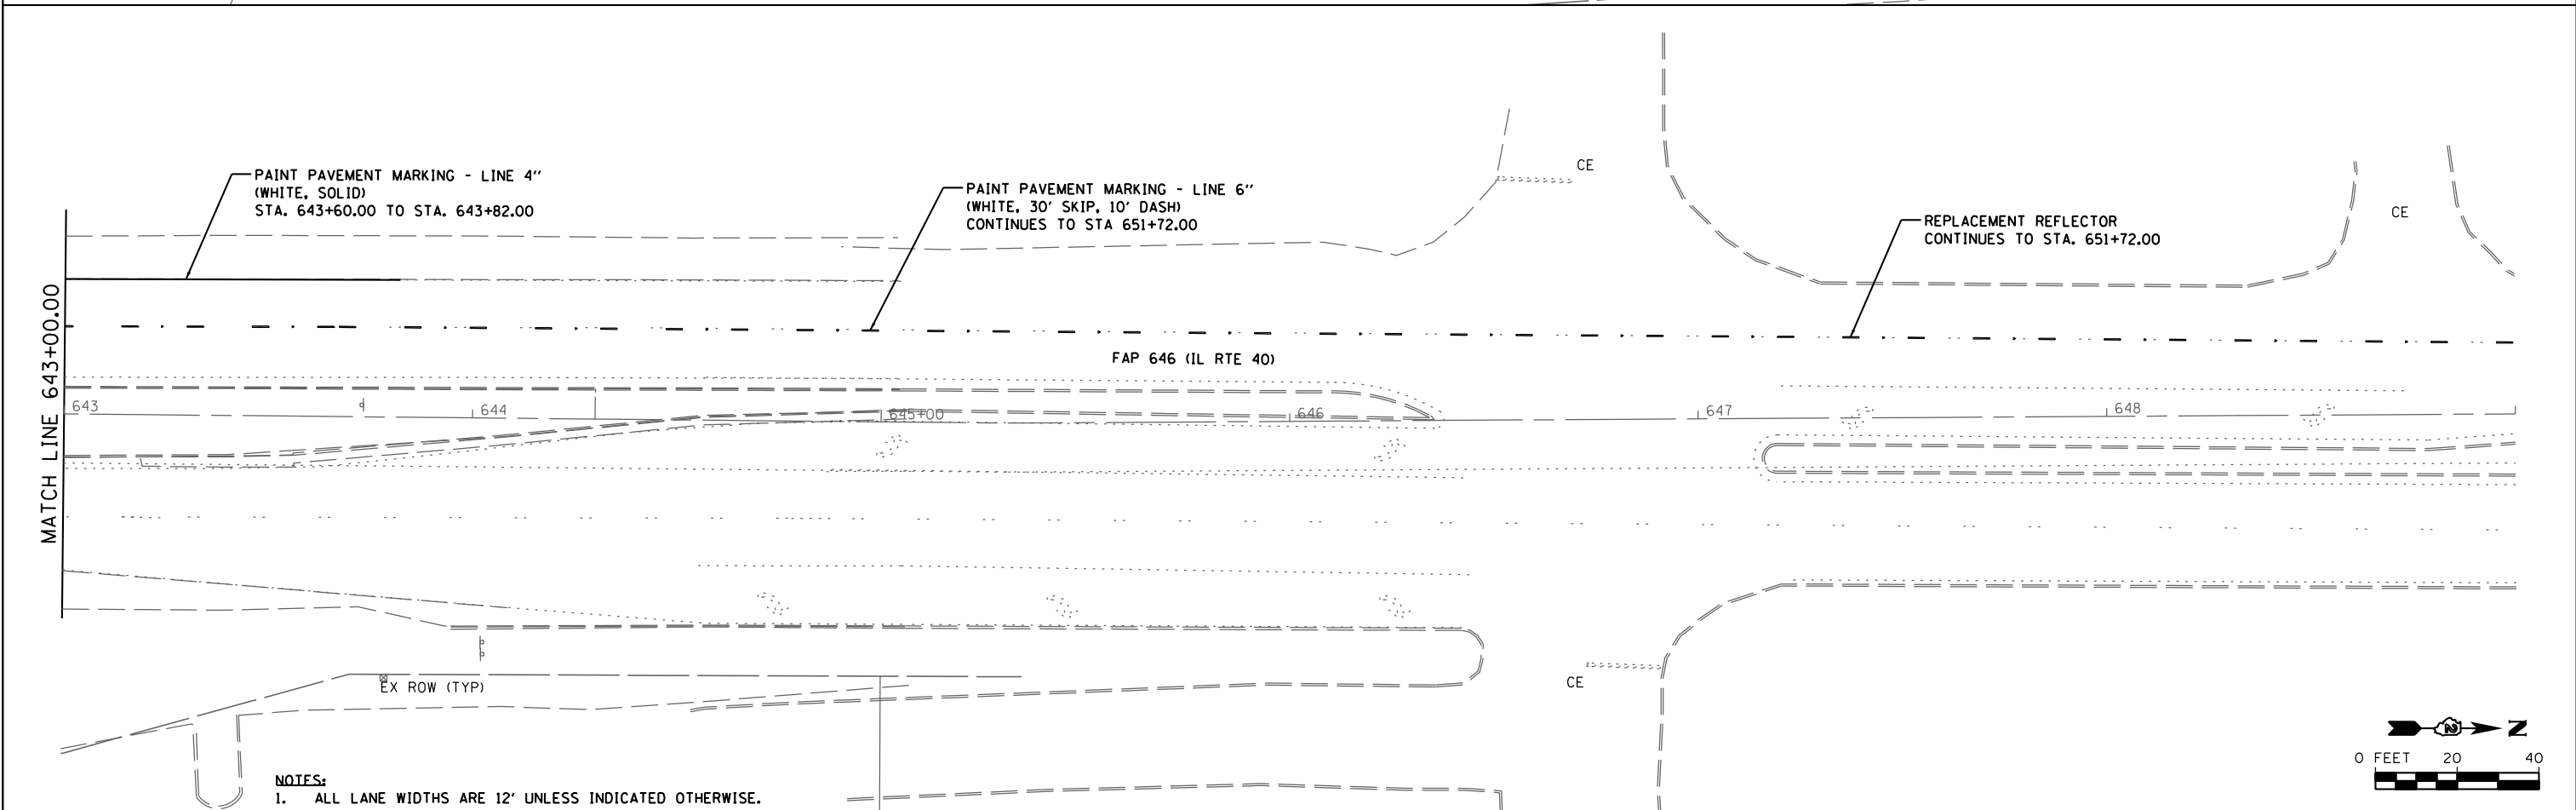 PAINT PAVEMENT MARKING - LINE 4"
(WHITE, SOLID)
STA. 643+60.00 TO STA. 643+82.00
PAINT PAVEMENT MARKING - LINE 6"
(WHITE, 30' SKIP, 10' DASH)
CONTINUES TO STA 651+72.00
CE
REPLACEMENT REFLECTOR
CONTINUES TO STA. 651+72.00
CE
MATCH LINE 643+00.00
FAP 646 (IL RTE 40)
643
644
645+00
646
647
648
EX ROW (TYP)
CE
N
0 FEET 20 40
NOTES:
1. ALL LANE WIDTHS ARE 12' UNLESS INDICATED OTHERWISE.